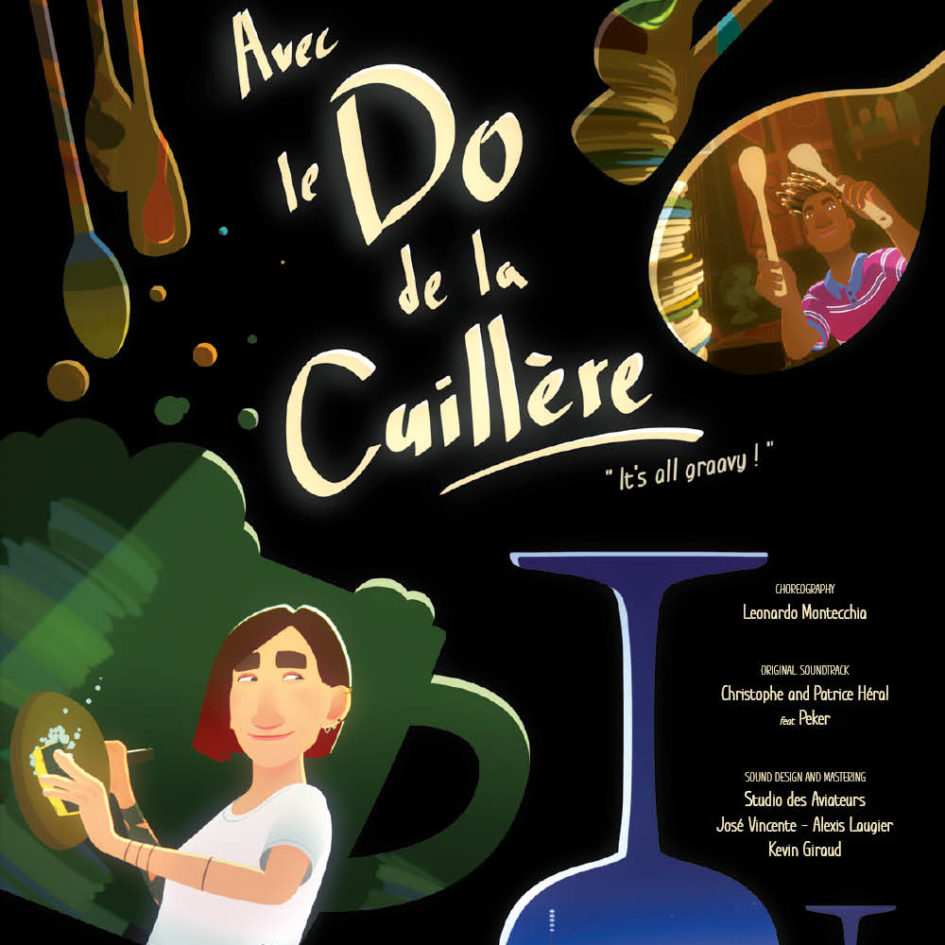 Avec
le Do
de la
Cuillère
" It's all graavy ! "
CHOREOGRAPHY
Leonardo Montecchia
ORIGINAL SOUNDTRACK
Christophe and Patrice Héral
feat Peker
SOUND DESIGN AND MASTERING
Studio des Aviateurs
José Vincente - Alexis Laugier
Kevin Giraud